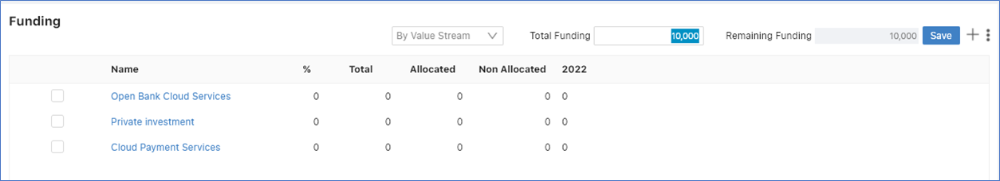 Funding
By Value Stream Total Funding 10,000 Remaining Funding 10,000 Save
Name % Total Allocated Non Allocated 2022
Open Bank Cloud Services 0 0 0 0 0
Private investment 0 0 0 0 0
Cloud Payment Services 0 0 0 0 0